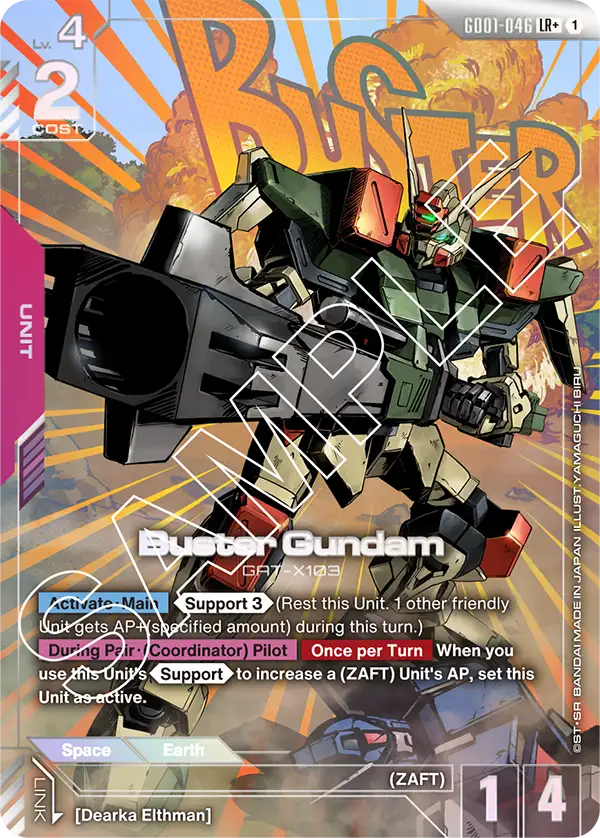 Lv. 4
2
COST
GD01-046 LR+ 1
BUSTER
UNIT
SAMPLE
Buster Gundam
GAT-X103
Activate･Main Support 3 (Rest this Unit. 1 other friendly
Unit gets AP+(specified amount) during this turn.)
During Pair･(Coordinator) Pilot Once per Turn When you
use this Unit's Support to increase a (ZAFT) Unit's AP, set this
Unit as active.
Space Earth
(ZAFT)
LINK
[Dearka Elthman]
1 4
©ST･SR BANDAI MADE IN JAPAN ILLUST.YAMAGUCHI BIRU